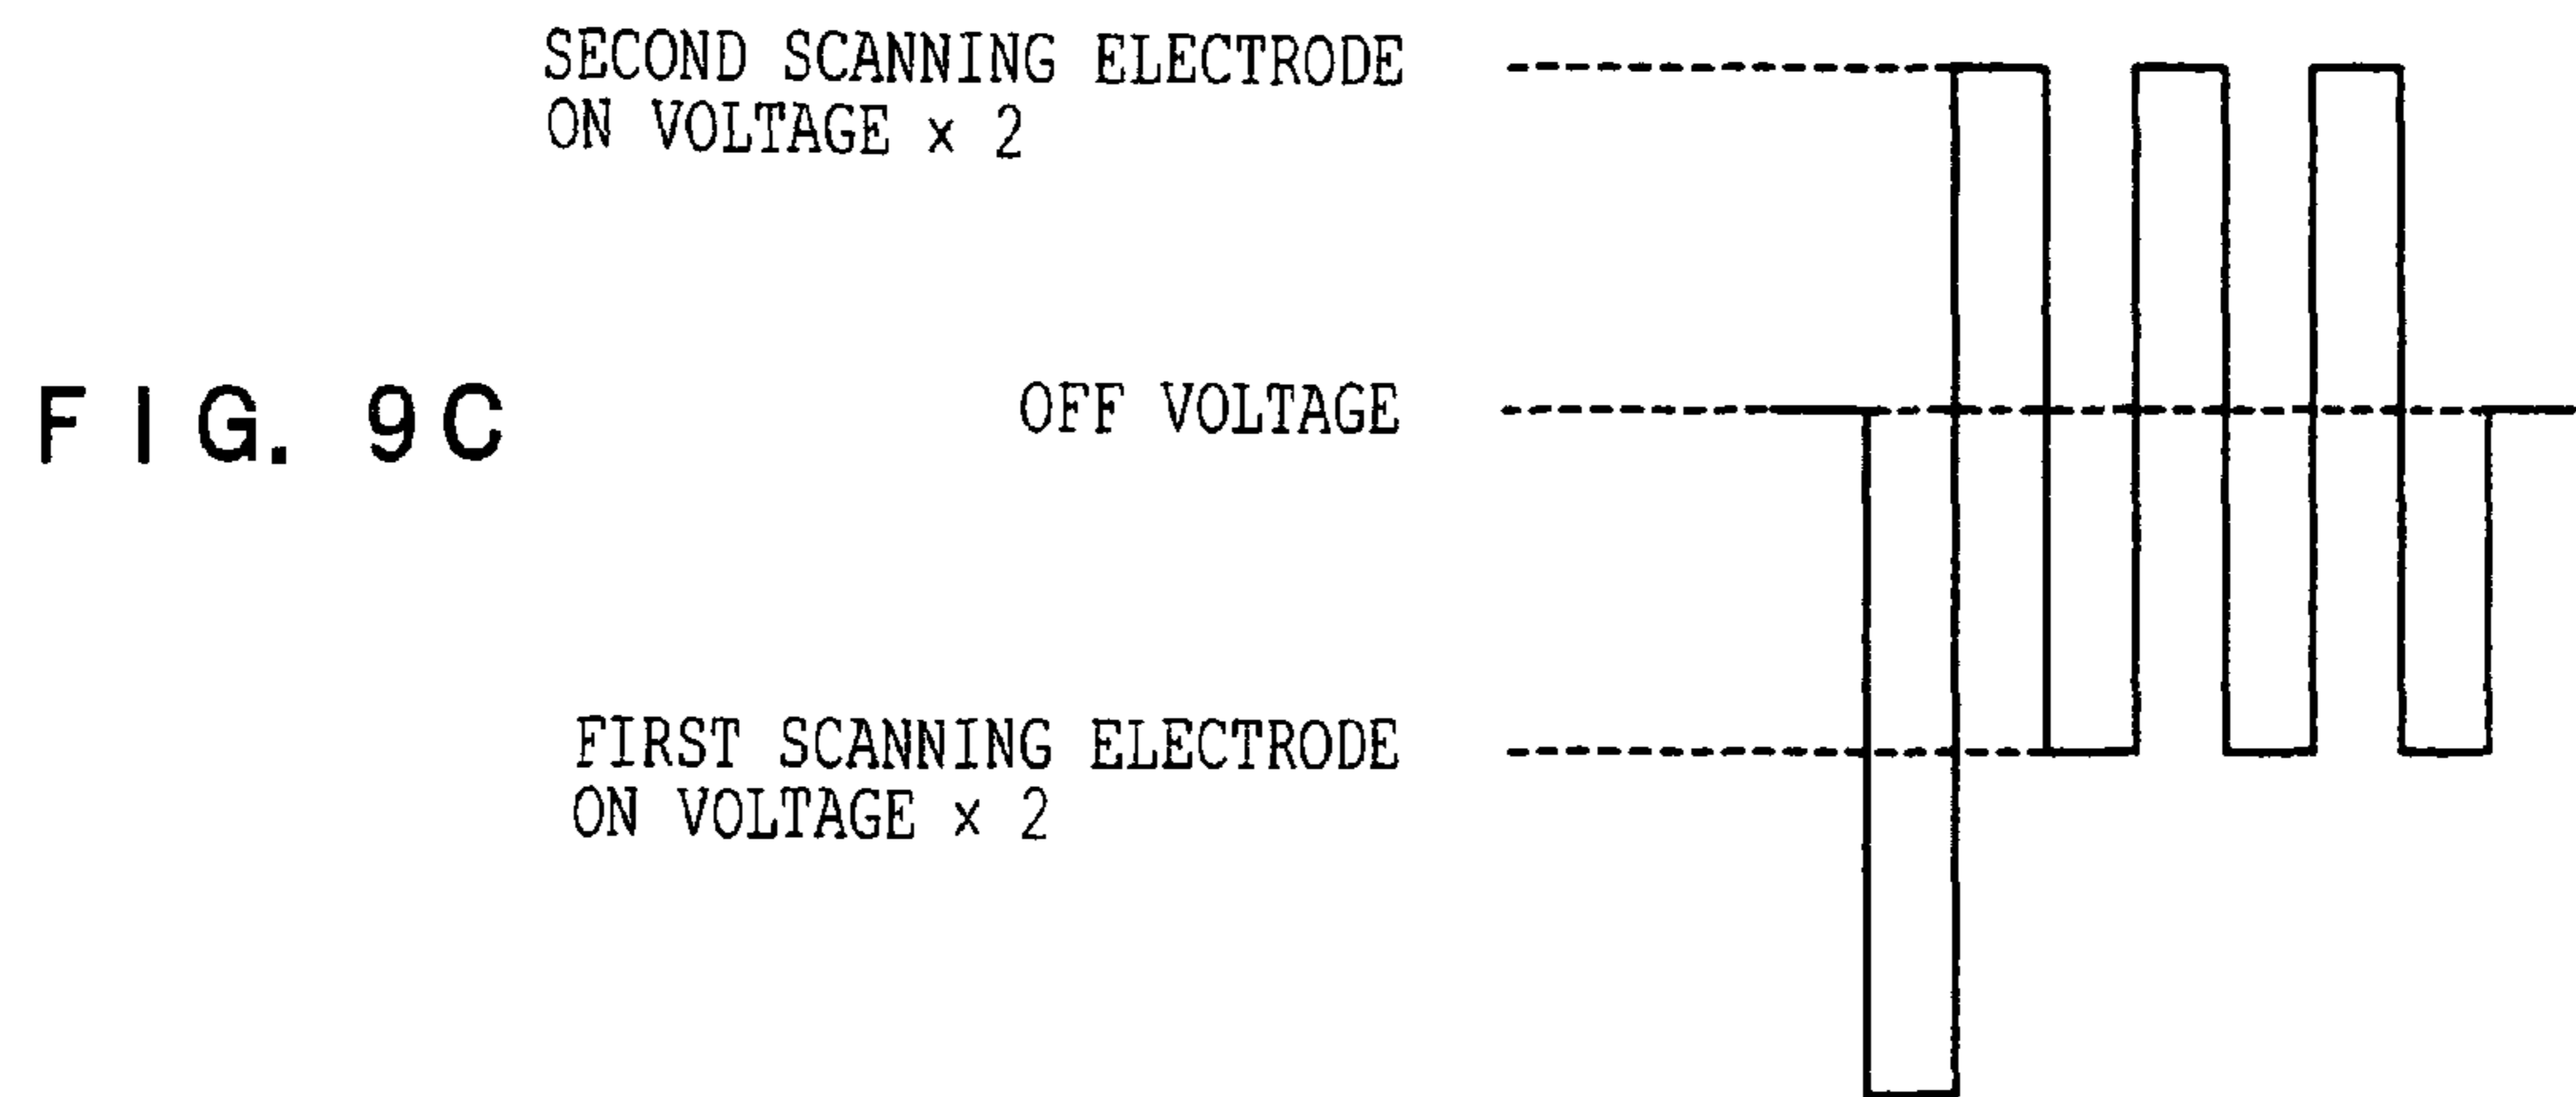 SECOND SCANNING ELECTRODE
ON VOLTAGE × 2
FIG. 9C
OFF VOLTAGE
FIRST SCANNING ELECTRODE
ON VOLTAGE × 2